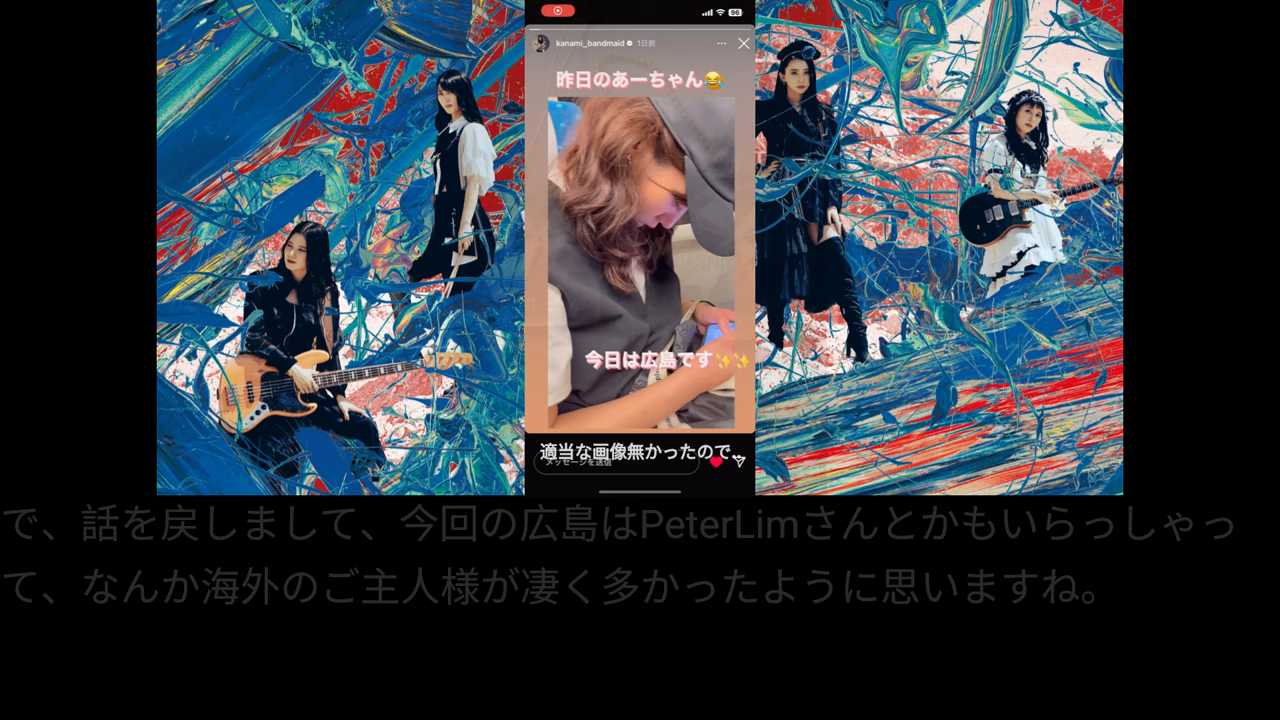 96
kanami_bandmaid 1日前
昨日のあーちゃん😂
今日は広島です✨✨
適当な画像無かったので。
メッセージを送信
で、話を戻しまして、今回の広島はPeterLimさんとかもいらっしゃっ
て、なんか海外のご主人様が凄く多かったように思いますね。